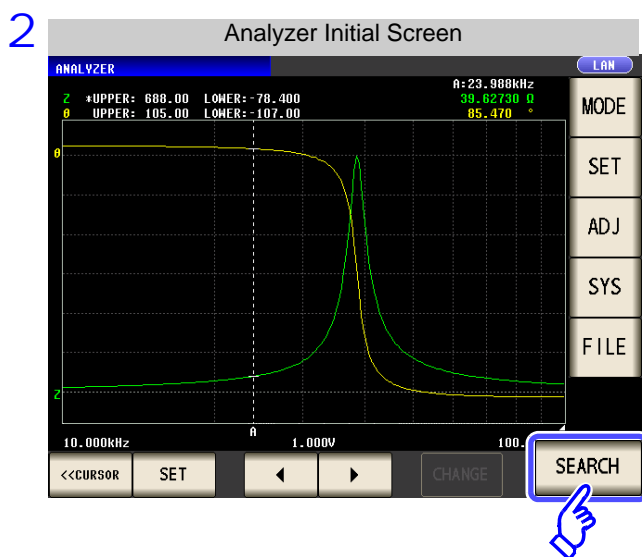 2
Analyzer Initial Screen
ANALYZER
LAN
A:23.988kHz
Z *UPPER: 688.00 LOWER:-78.400 39.62730 Ω
θ UPPER: 105.00 LOWER:-107.00 85.470 °
MODE
SET
ADJ
SYS
FILE
θ
Z
A
10.000kHz 1.000V 100.
<<CURSOR SET CHANGE SEARCH